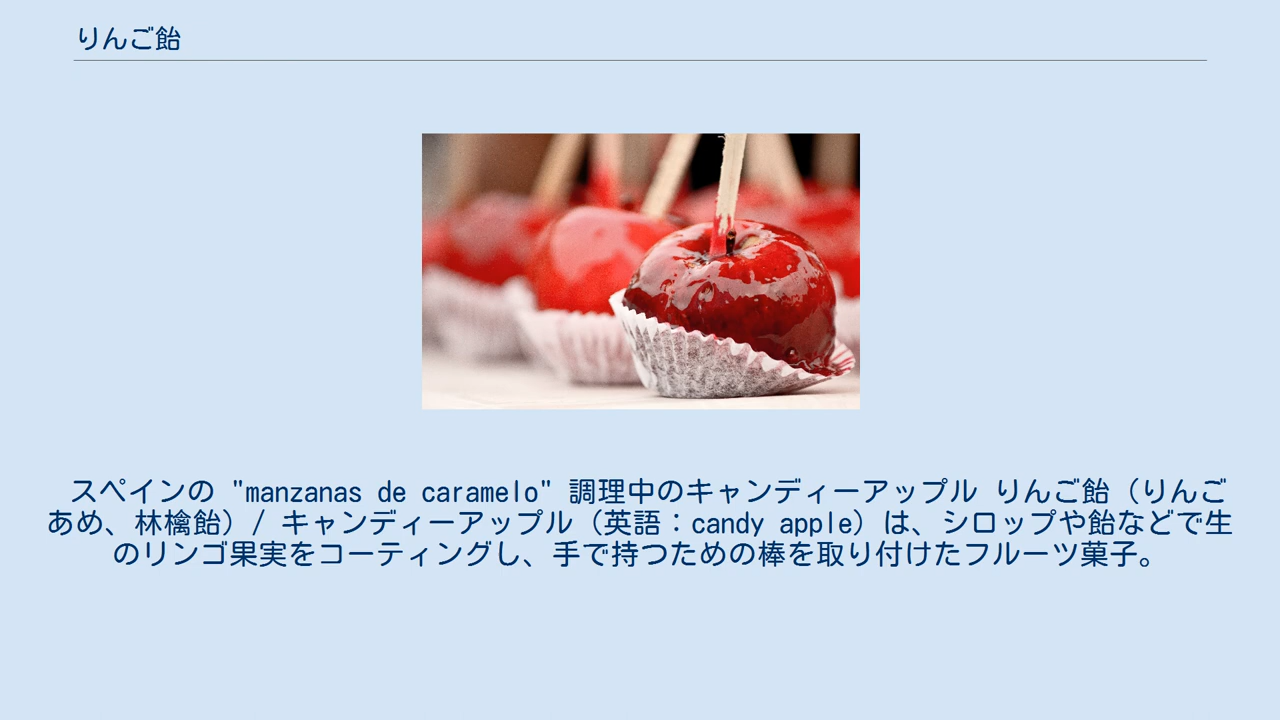 りんご飴
スペインの "manzanas de caramelo" 調理中のキャンディーアップル りんご飴（りんご
あめ、林檎飴）/ キャンディーアップル（英語：candy apple）は、シロップや飴などで生
のリンゴ果実をコーティングし、手で持つための棒を取り付けたフルーツ菓子。